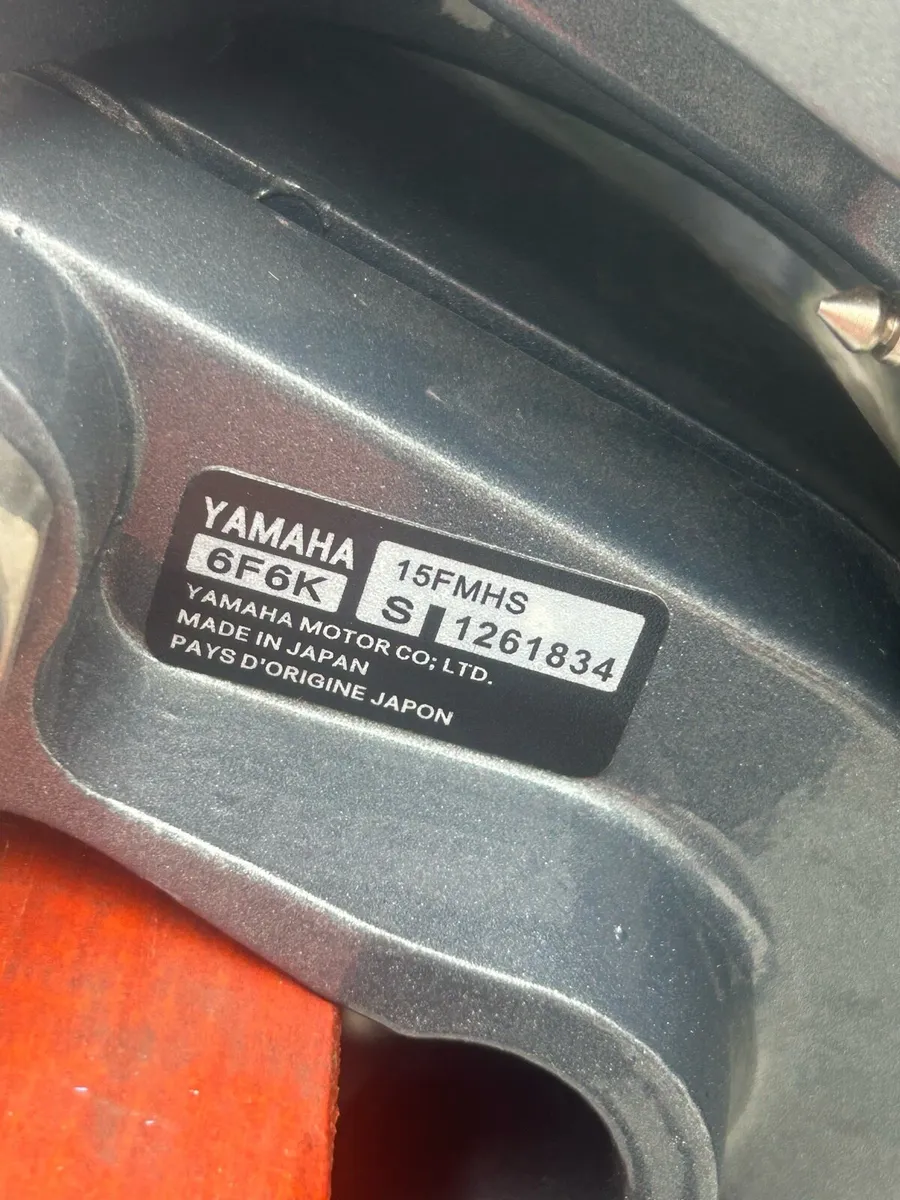 YAMAHA
6F6K
15FMHS
S 1261834
YAMAHA MOTOR CO; LTD.
MADE IN JAPAN
PAYS D'ORIGINE JAPON